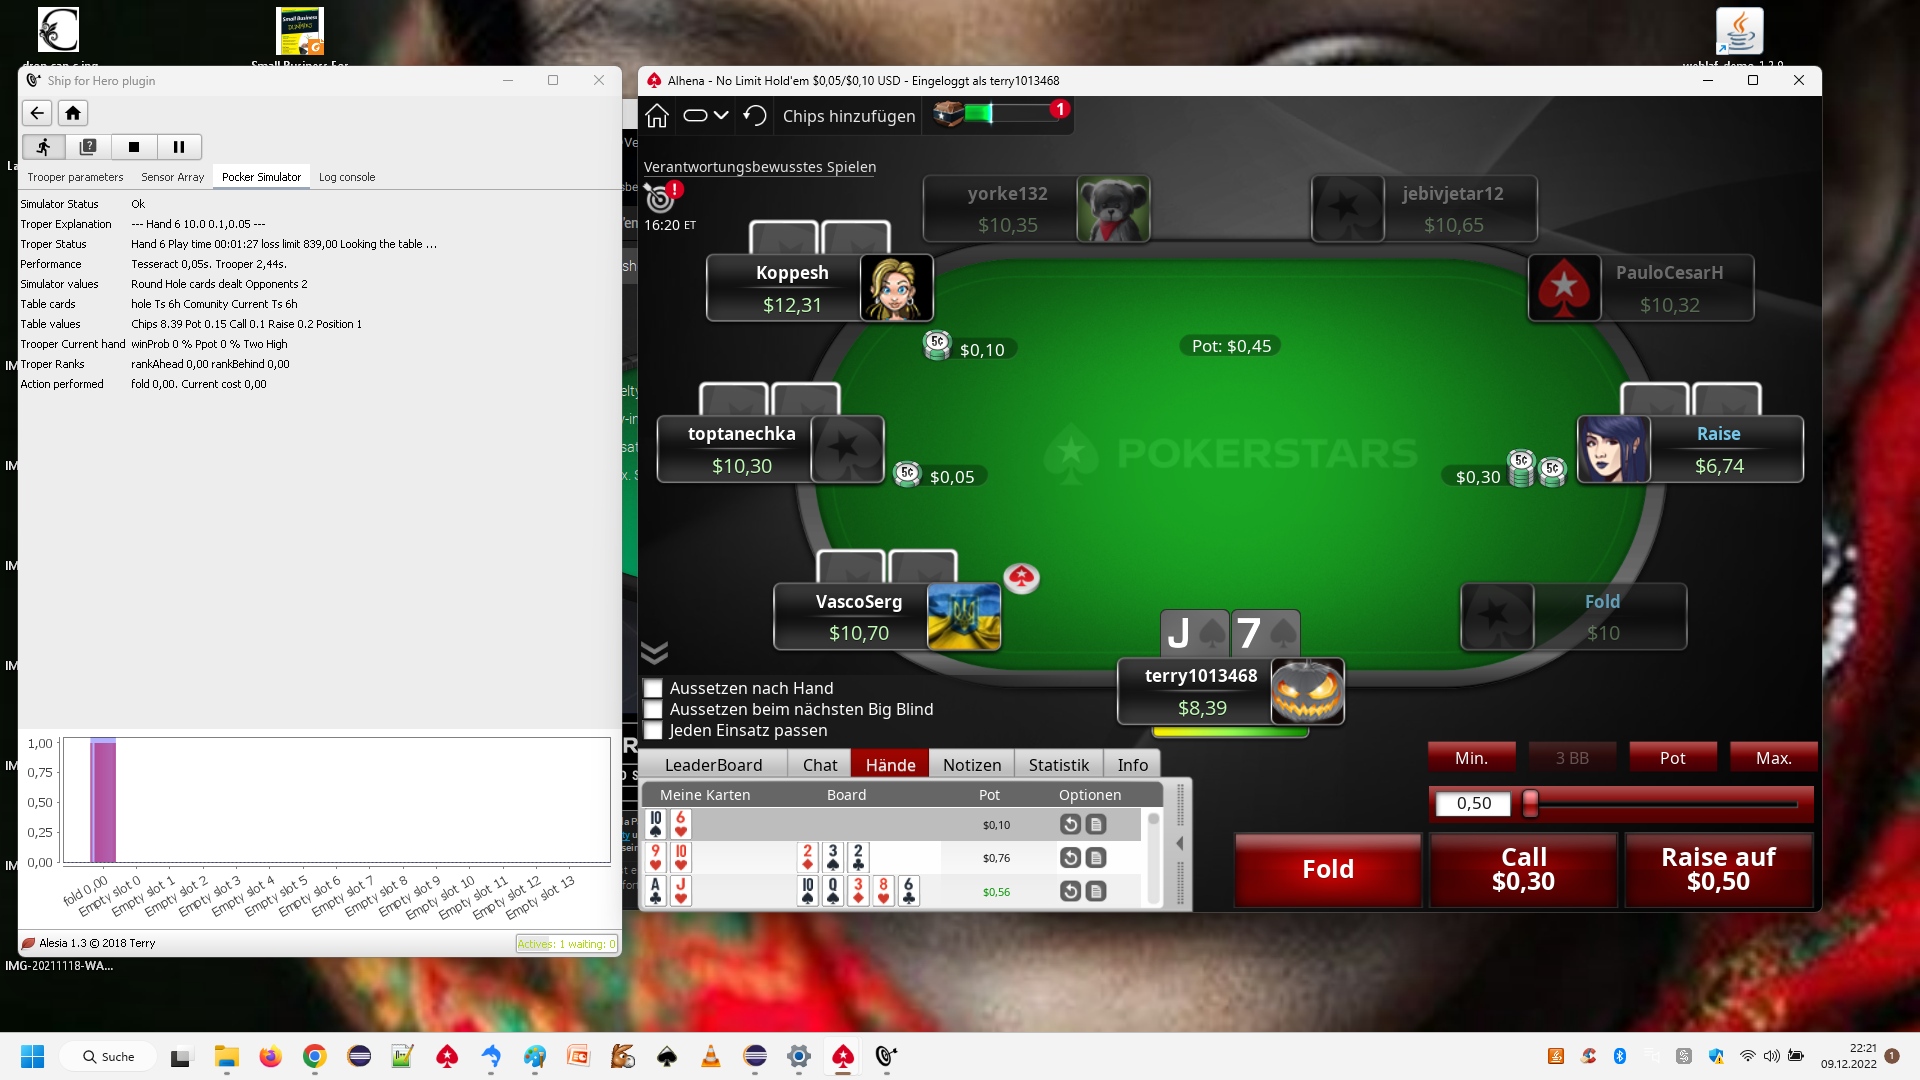 Ship for Hero plugin
Trooper parameters
Sensor Array
Pocker Simulator
Log console
Simulator Status Ok
Troper Explanation --- Hand 6 10.0 0.1,0.05 ---
Troper Status Hand 6 Play time 00:01:27 loss limit 839,00 Looking the table ...
Performance Tesseract 0,05s. Trooper 2,44s.
Simulator values Round Hole cards dealt Opponents 2
Table cards hole Ts 6h Comunity Current Ts 6h
Table values Chips 8.39 Pot 0.15 Call 0.1 Raise 0.2 Position 1
Trooper Current hand winProb 0 % Ppot 0 % Two High
Troper Ranks rankAhead 0,00 rankBehind 0,00
Action performed fold 0,00. Current cost 0,00
1,00
0,75
0,50
0,25
0,00
fold 0,00
Empty slot 0
Empty slot 1
Empty slot 2
Empty slot 3
Empty slot 4
Empty slot 5
Empty slot 6
Empty slot 7
Empty slot 8
Empty slot 9
Empty slot 10
Empty slot 11
Empty slot 12
Empty slot 13
Alesia 1.3 © 2018 Terry
Actives: 1 waiting: 0
IMG-20211118-WA...
Alhena - No Limit Hold'em $0,05/$0,10 USD - Eingeloggt als terry1013468
Chips hinzufügen
1
Verantwortungsbewusstes Spielen
16:20 ET
yorke132
$10,35
jebivjetar12
$10,65
Koppesh
$12,31
PauloCesarH
$10,32
5¢ $0,10
Pot: $0,45
toptanechka
$10,30
5¢ $0,05
POKERSTARS
$0,30 5¢ 5¢
Raise
$6,74
VascoSerg
$10,70
J 7
Fold
$10
terry1013468
$8,39
Aussetzen nach Hand
Aussetzen beim nächsten Big Blind
Jeden Einsatz passen
LeaderBoard
Chat
Hände
Notizen
Statistik
Info
Meine Karten Board Pot Optionen
10 6 $0,10
9 10 2 3 2 $0,76
A J 10 Q 3 8 6 $0,56
Min.
3 BB
Pot
Max.
0,50
Fold
Call
$0,30
Raise auf
$0,50
Suche
22:21
09.12.2022
1